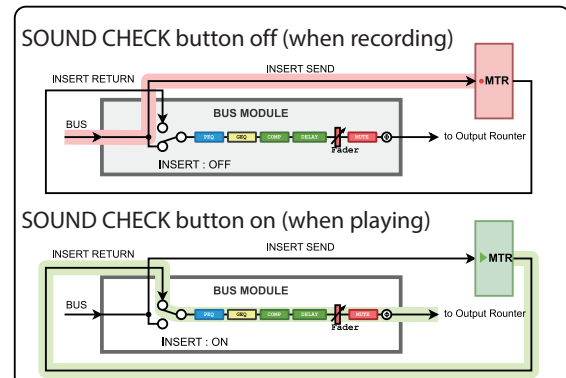 SOUND CHECK button off (when recording)
INSERT SEND
INSERT RETURN
MTR
BUS MODULE
BUS
PEQ GEQ COMP DELAY MUTE
to Output Rounter
Fader
INSERT : OFF
SOUND CHECK button on (when playing)
INSERT SEND
INSERT RETURN
MTR
BUS MODULE
BUS
PEQ GEQ COMP DELAY MUTE
to Output Rounter
Fader
INSERT : ON